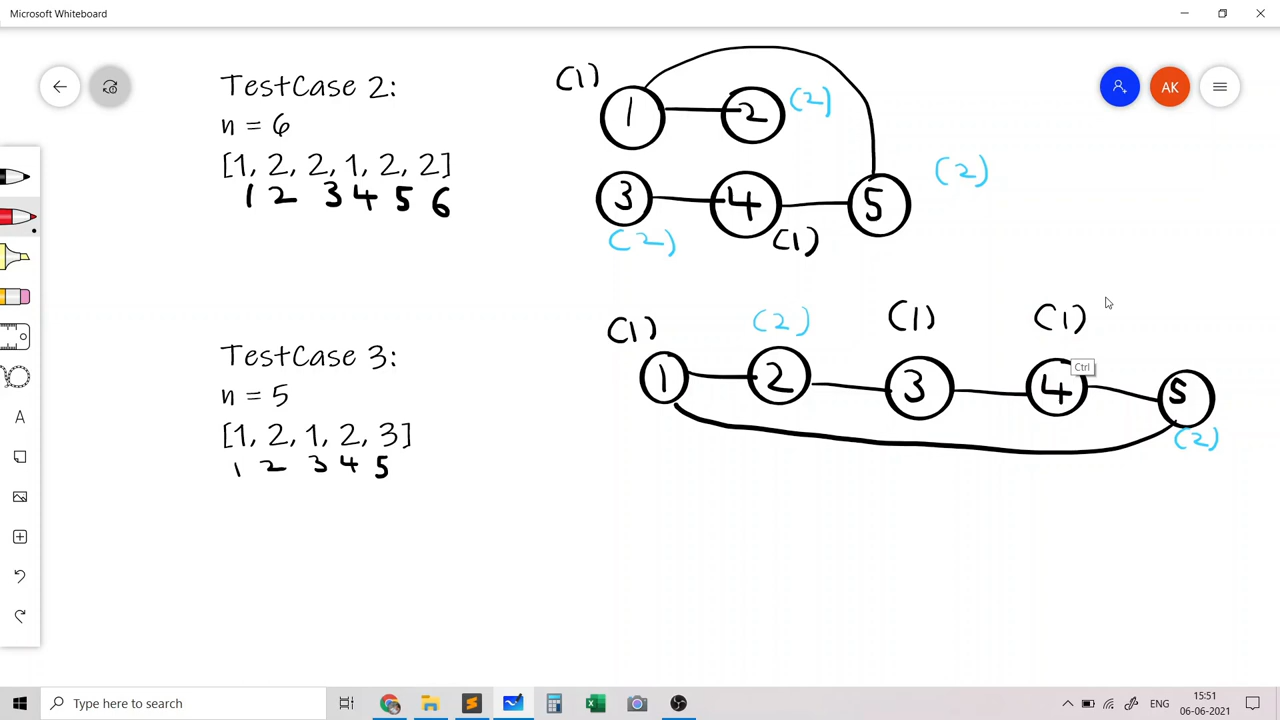 Microsoft Whiteboard
AK
TestCase 2:
n = 6
[1, 2, 2, 1, 2, 2]
1 2 3 4 5 6
(1)
1 2 (2)
(2)
3 4 5
(2) (1)
TestCase 3:
n = 5
[1, 2, 1, 2, 3]
1 2 3 4 5
(1) (2) (1) (1)
1 2 3 4 5
Ctrl
(2)
A
Type here to search
ENG
15:51
06-06-2021